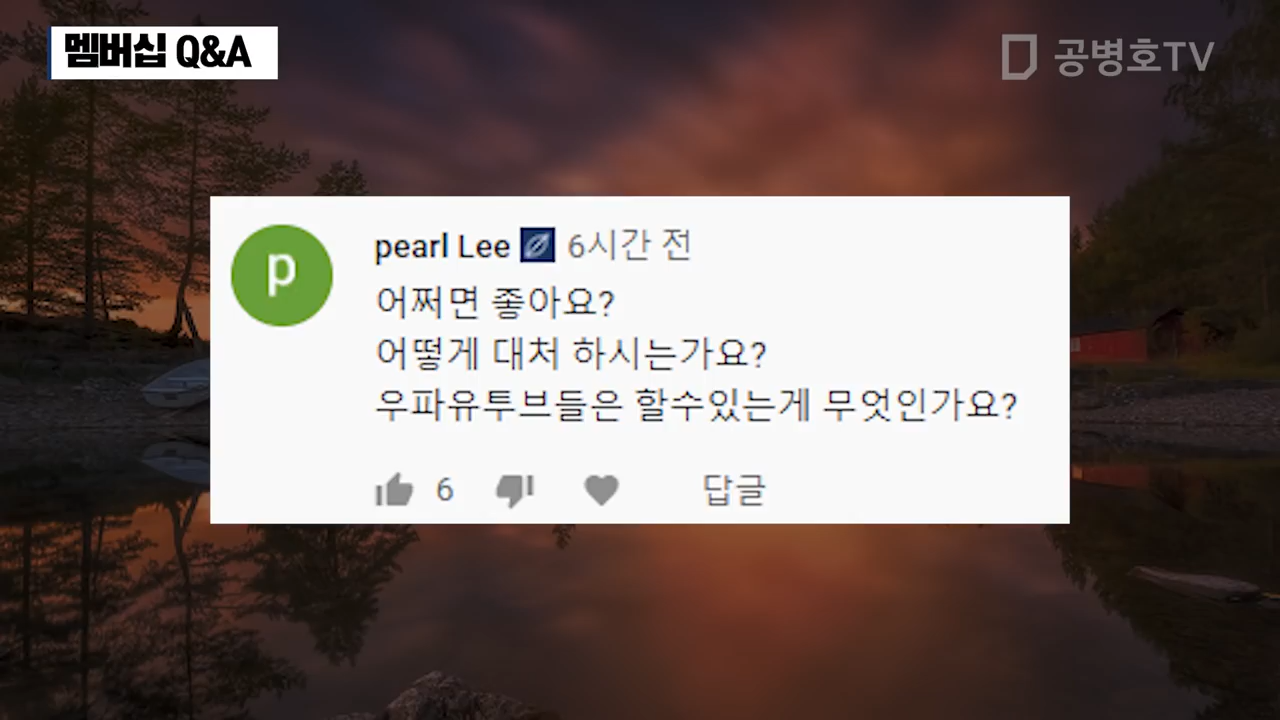 멤버십 Q&A
공병호TV
p
pearl Lee 6시간 전
어쩌면 좋아요?
어떻게 대처 하시는가요?
우파유투브들은 할수있는게 무엇인가요?
6
답글